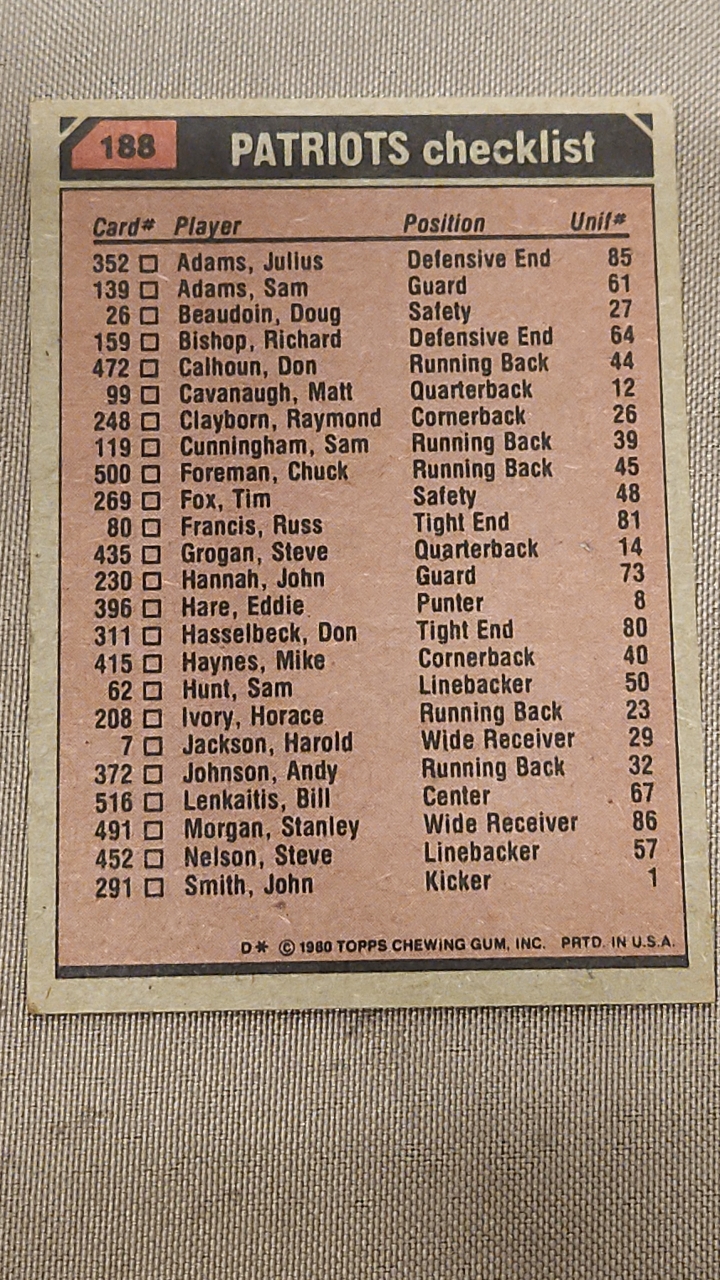 188 PATRIOTS checklist
Card# Player Position Unif#
352 □ Adams, Julius Defensive End 85
139 □ Adams, Sam Guard 61
26 □ Beaudoin, Doug Safety 27
159 □ Bishop, Richard Defensive End 64
472 □ Calhoun, Don Running Back 44
99 □ Cavanaugh, Matt Quarterback 12
248 □ Clayborn, Raymond Cornerback 26
119 □ Cunningham, Sam Running Back 39
500 □ Foreman, Chuck Running Back 45
269 □ Fox, Tim Safety 48
80 □ Francis, Russ Tight End 81
435 □ Grogan, Steve Quarterback 14
230 □ Hannah, John Guard 73
396 □ Hare, Eddie Punter 8
311 □ Hasselbeck, Don Tight End 80
415 □ Haynes, Mike Cornerback 40
62 □ Hunt, Sam Linebacker 50
208 □ Ivory, Horace Running Back 23
7 □ Jackson, Harold Wide Receiver 29
372 □ Johnson, Andy Running Back 32
516 □ Lenkaitis, Bill Center 67
491 □ Morgan, Stanley Wide Receiver 86
452 □ Nelson, Steve Linebacker 57
291 □ Smith, John Kicker 1
D* © 1980 TOPPS CHEWING GUM, INC. PRTD. IN U.S.A.